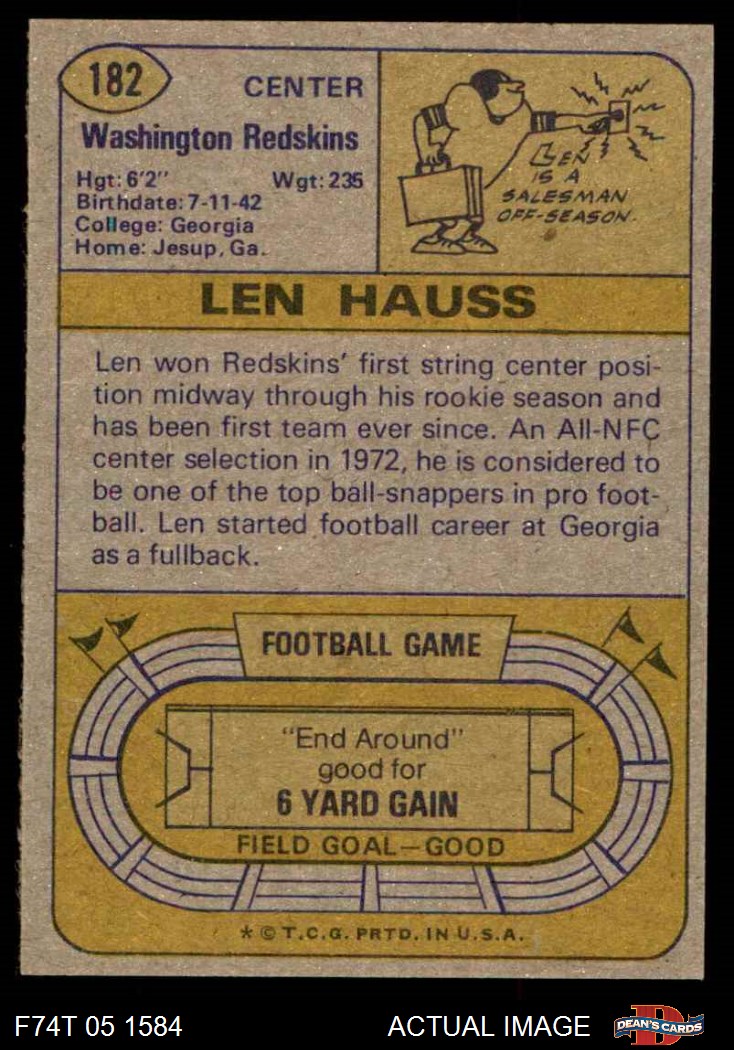 182
CENTER
Washington Redskins
Hgt: 6'2" Wgt: 235
Birthdate: 7-11-42
College: Georgia
Home: Jesup, Ga.
LEN
IS A
SALESMAN
OFF-SEASON.
LEN HAUSS
Len won Redskins' first string center posi-
tion midway through his rookie season and
has been first team ever since. An All-NFC
center selection in 1972, he is considered to
be one of the top ball-snappers in pro foot-
ball. Len started football career at Georgia
as a fullback.
FOOTBALL GAME
"End Around"
good for
6 YARD GAIN
FIELD GOAL—GOOD
* © T.C.G. PRTD. IN U.S.A.
F74T 05 1584 ACTUAL IMAGE
D
DEAN'S CARDS